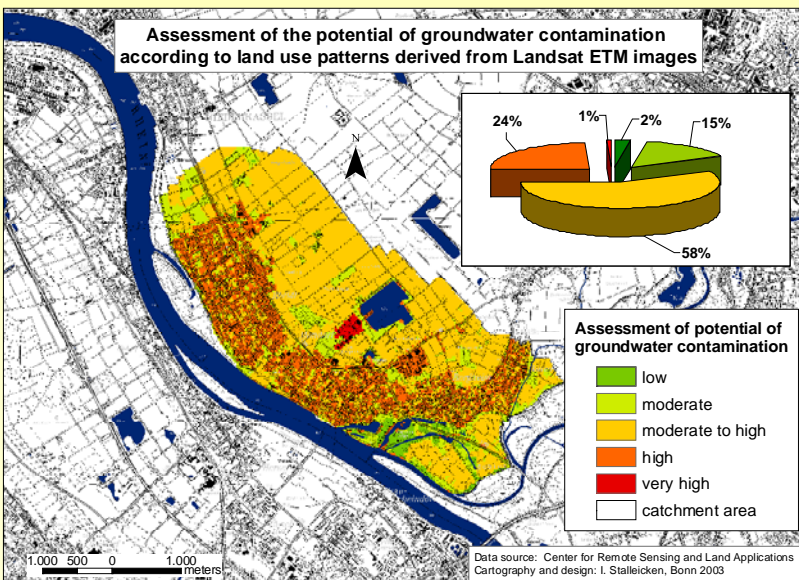 Assessment of the potential of groundwater contamination
according to land use patterns derived from Landsat ETM images
N
24%
1%
2%
15%
58%
Assessment of potential of
groundwater contamination
low
moderate
moderate to high
high
very high
catchment area
1.000 500 0 1.000
meters
Data source: Center for Remote Sensing and Land Applications
Cartography and design: I. Stalleicken, Bonn 2003